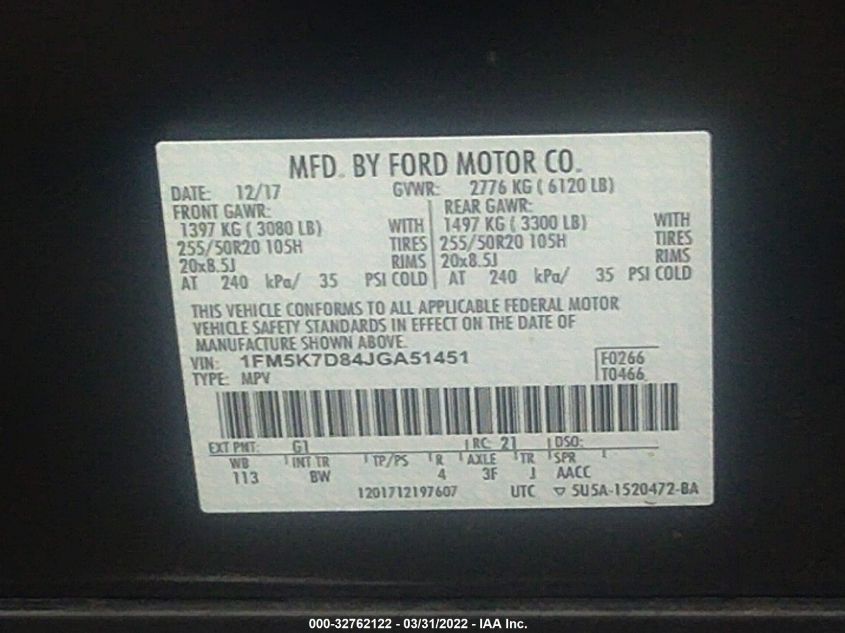 MFD. BY FORD MOTOR CO.
DATE: 12/17 GVWR: 2776 KG ( 6120 LB)
FRONT GAWR: REAR GAWR:
1397 KG ( 3080 LB) WITH 1497 KG ( 3300 LB) WITH
255/50R20 105H TIRES 255/50R20 105H TIRES
20x8.5J RIMS 20x8.5J RIMS
AT 240 kPa/ 35 PSI COLD AT 240 kPa/ 35 PSI COLD
THIS VEHICLE CONFORMS TO ALL APPLICABLE FEDERAL MOTOR
VEHICLE SAFETY STANDARDS IN EFFECT ON THE DATE OF
MANUFACTURE SHOWN ABOVE.
VIN: 1FM5K7D84JGA51451 F0266
TYPE: MPV T0466
EXT PNT: G1 RC: 21 DSO:
WB INT TR TP/PS R AXLE TR SPR
113 BW 4 3F J AACC
1201712197607 UTC ▽ 5U5A-1520472-BA
000-32762122 - 03/31/2022 - IAA Inc.